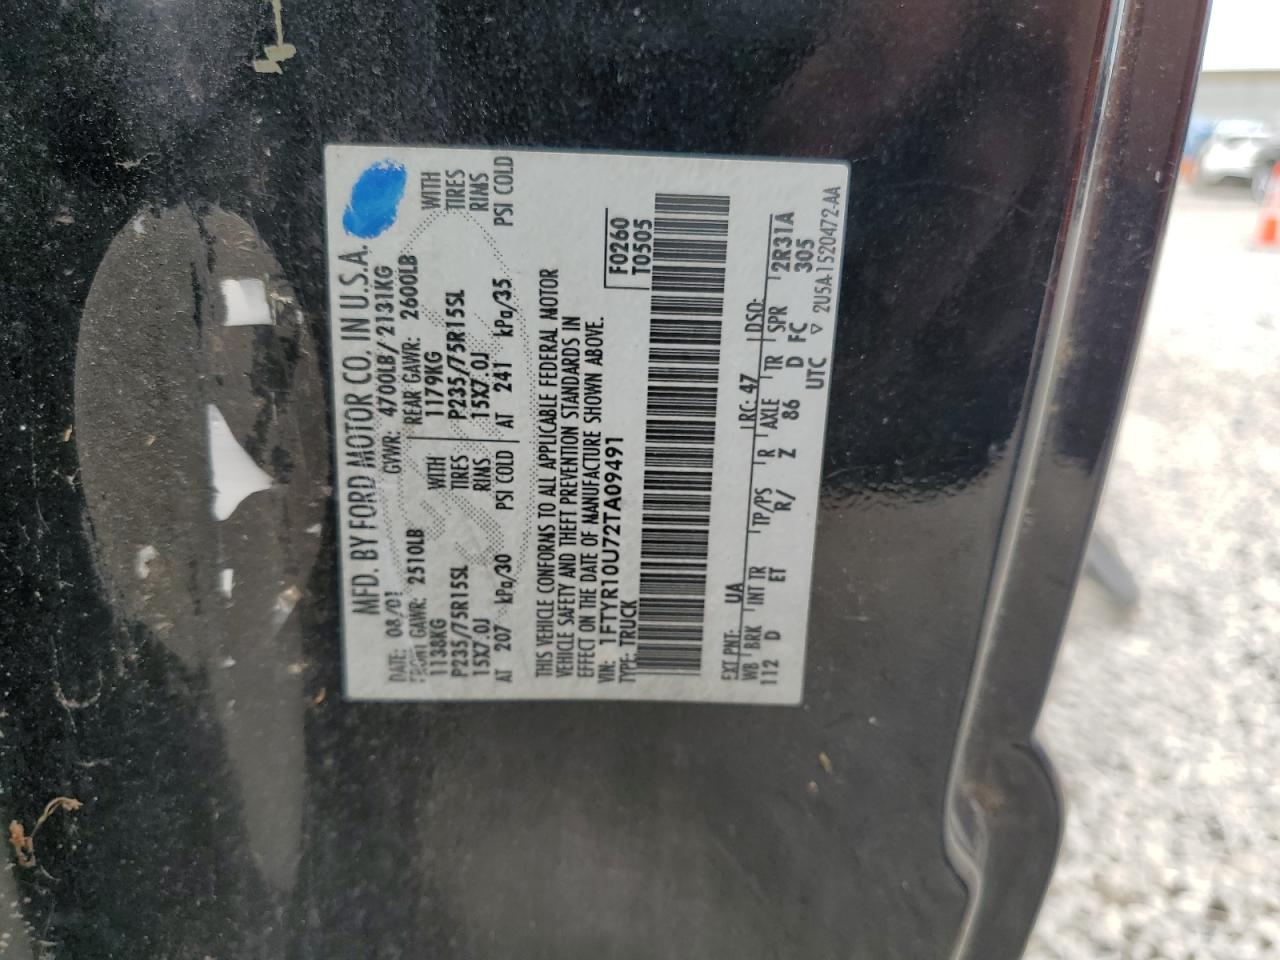 MFD. BY FORD MOTOR CO. IN U.S.A.
DATE: 08/01 GVWR: 4700LB/2131KG
FRONT GAWR: 2510LB REAR GAWR: 2600LB
1138KG WITH 1179KG WITH
P235/75R15SL TIRES P235/75R15SL TIRES
15X7.0J RIMS 15X7.0J RIMS
AT 207 kPa/30 PSI COLD AT 241 kPa/35 PSI COLD
THIS VEHICLE CONFORMS TO ALL APPLICABLE FEDERAL MOTOR
VEHICLE SAFETY AND THEFT PREVENTION STANDARDS IN
EFFECT ON THE DATE OF MANUFACTURE SHOWN ABOVE.
VIN: 1FTYR10U72TA09491 F0260
TYPE: TRUCK T0505
EXT PNT: UA RC: 47 DSO:
WB BRK INT TR TP/PS R AXLE TR SPR 2R31A
112 D ET R/ Z 86 D FC 305
UTC ▽ 2U5A-1520472-AA